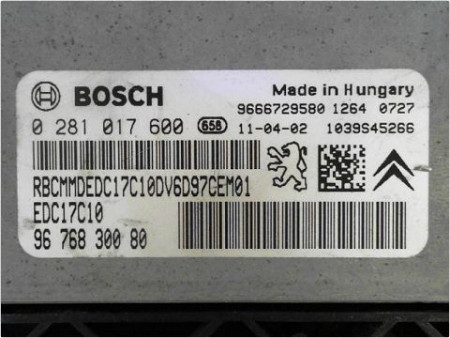 BOSCH
Made in Hungary
9666729580 1264 0727
0 281 017 600 658 11-04-02 1039S45266
RBCMMDEDC17C10DV6D97CEM01
EDC17C10
96 768 300 80